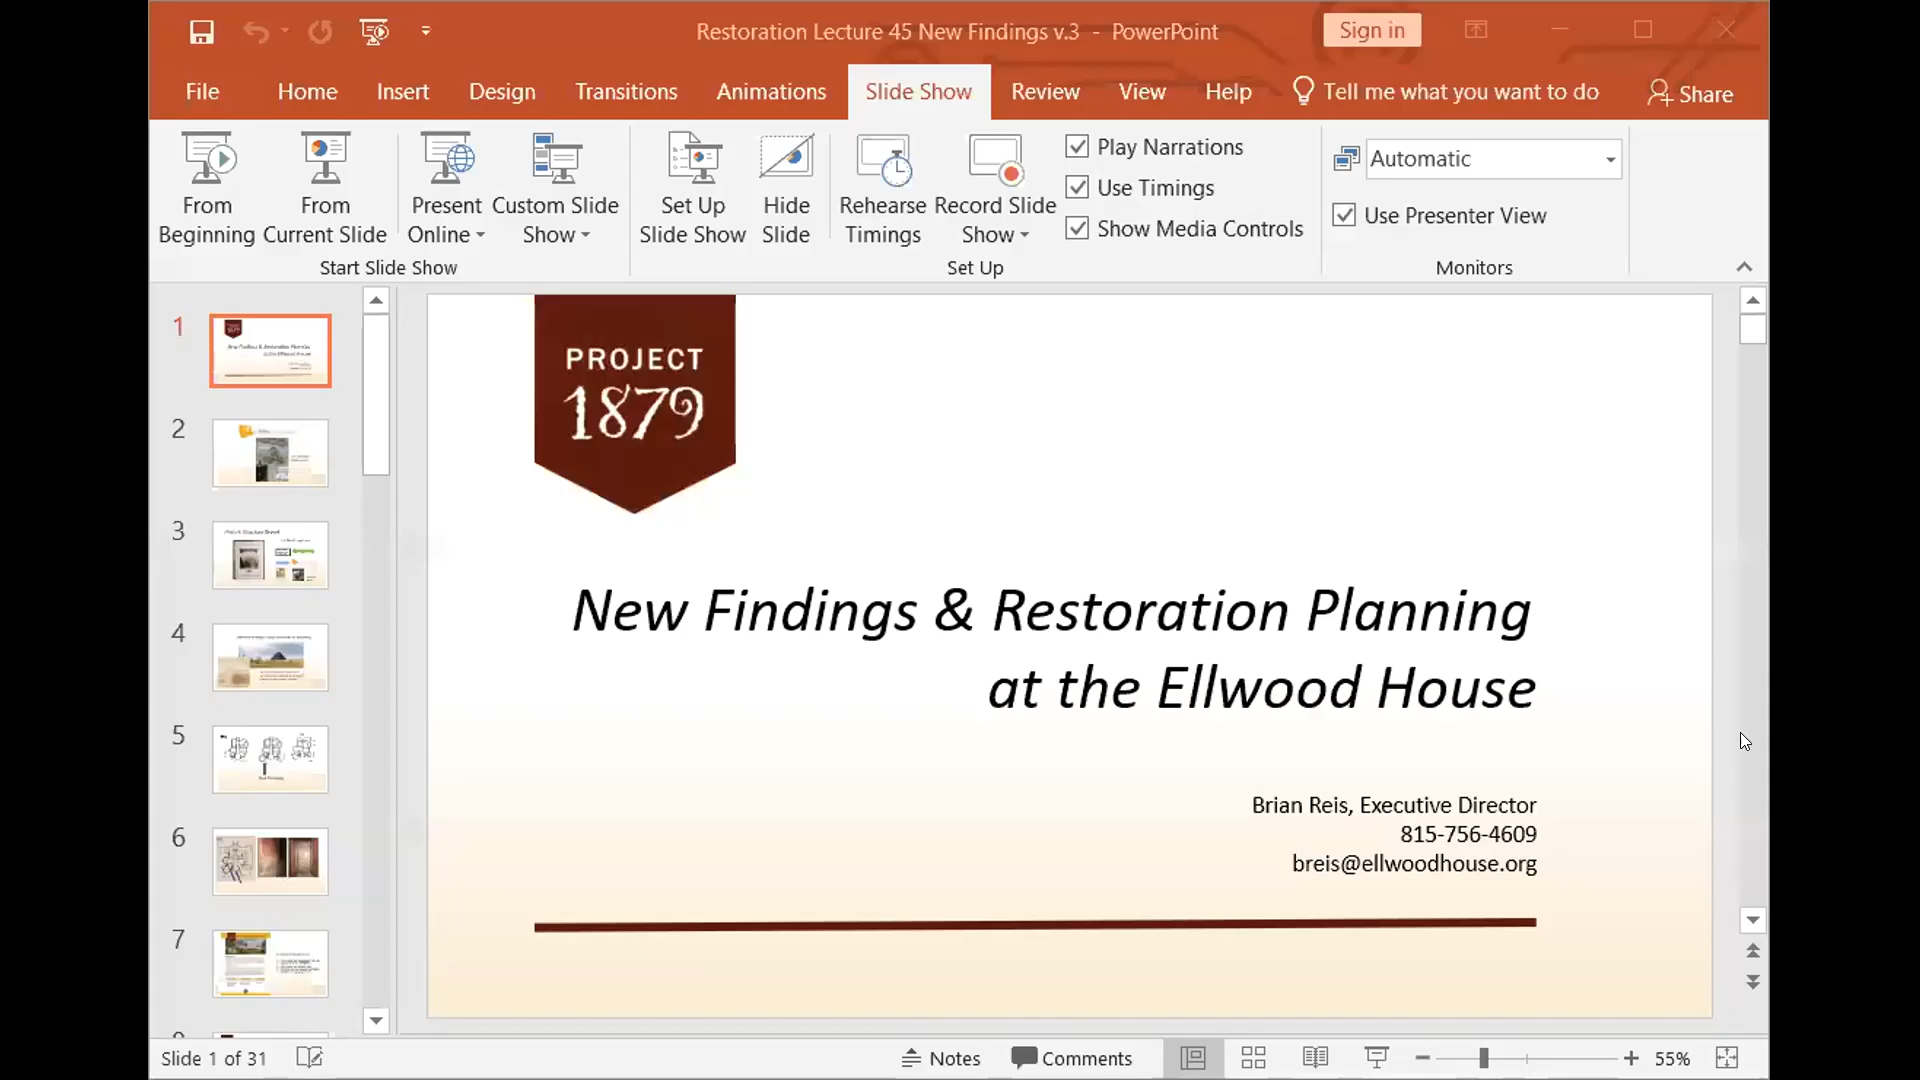 Restoration Lecture 45 New Findings v.3 - PowerPoint
Sign in
File Home Insert Design Transitions Animations Slide Show Review View Help Tell me what you want to do Share
From Beginning
From Current Slide
Present Online
Custom Slide Show
Start Slide Show
Set Up Slide Show
Hide Slide
Rehearse Timings
Record Slide Show
Play Narrations
Use Timings
Show Media Controls
Set Up
Automatic
Use Presenter View
Monitors
1
2
3
4
5
6
7
PROJECT
1879
New Findings & Restoration Planning
at the Ellwood House
Brian Reis, Executive Director
815-756-4609
breis@ellwoodhouse.org
Slide 1 of 31
Notes
Comments
55%